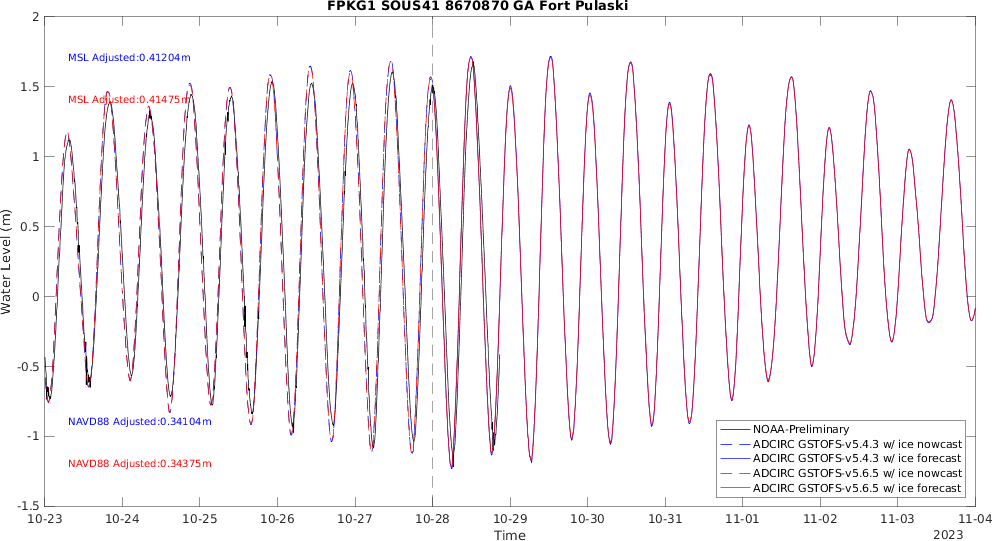 FPKG1 SOUS41 8670870 GA Fort Pulaski
2
1.5
1
0.5
0
-0.5
-1
-1.5
Water Level (m)
MSL Adjusted:0.41204m
MSL Adjusted:0.41475m
NAVD88 Adjusted:0.34104m
NAVD88 Adjusted:0.34375m
NOAA-Preliminary
ADCIRC GSTOFS-v5.4.3 w/ ice nowcast
ADCIRC GSTOFS-v5.4.3 w/ ice forecast
ADCIRC GSTOFS-v5.6.5 w/ ice nowcast
ADCIRC GSTOFS-v5.6.5 w/ ice forecast
10-23 10-24 10-25 10-26 10-27 10-28 10-29 10-30 10-31 11-01 11-02 11-03 11-04
Time
2023